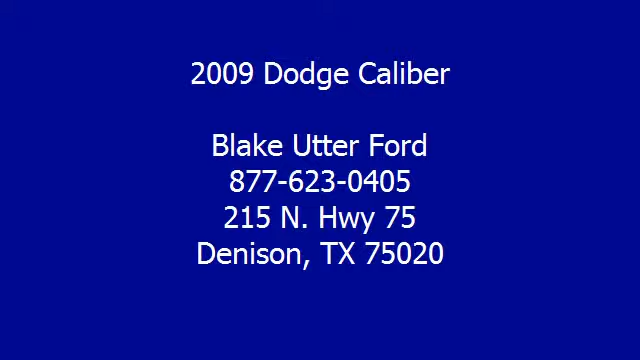 2009 Dodge Caliber
Blake Utter Ford
877-623-0405
215 N. Hwy 75
Denison, TX 75020